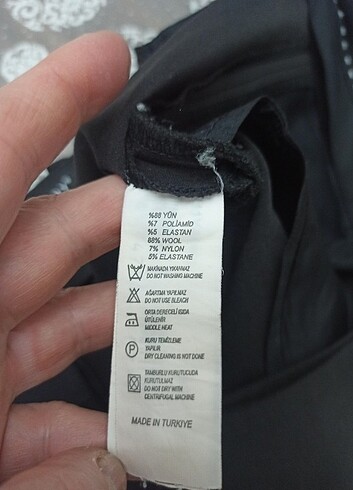 %88 YÜN
%7 POLİAMİD
%5 ELASTAN
88% WOOL
7% NYLON
5% ELASTANE
MAKİNADA YIKANMAZ
DO NOT WASHING MACHINE
AĞARTMA YAPILMAZ
DO NOT USE BLEACH
ORTA DERECELİ ISIDA
ÜTÜLENİR
MIDDLE HEAT
P
KURU TEMİZLEME
YAPILIR
DRY CLEANING IS NOT DONE
TAMBURLU KURUTUCUDA
KURUTULMAZ
DO NOT DRY WITH
CENTRIFUGAL MACHINE
MADE IN TURKIYE